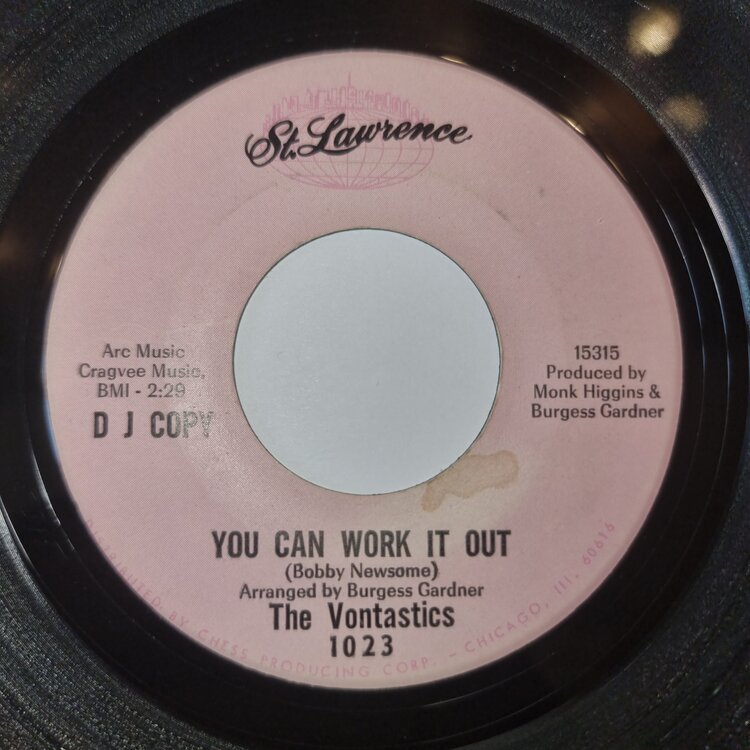 St. Lawrence
Arc Music
Cragvee Music,
BMI - 2:29
D J COPY
15315
Produced by
Monk Higgins &
Burgess Gardner
YOU CAN WORK IT OUT
(Bobby Newsome)
Arranged by Burgess Gardner
The Vontastics
1023
DISTRIBUTED BY CHESS PRODUCING CORP. - CHICAGO, Ill. 60616